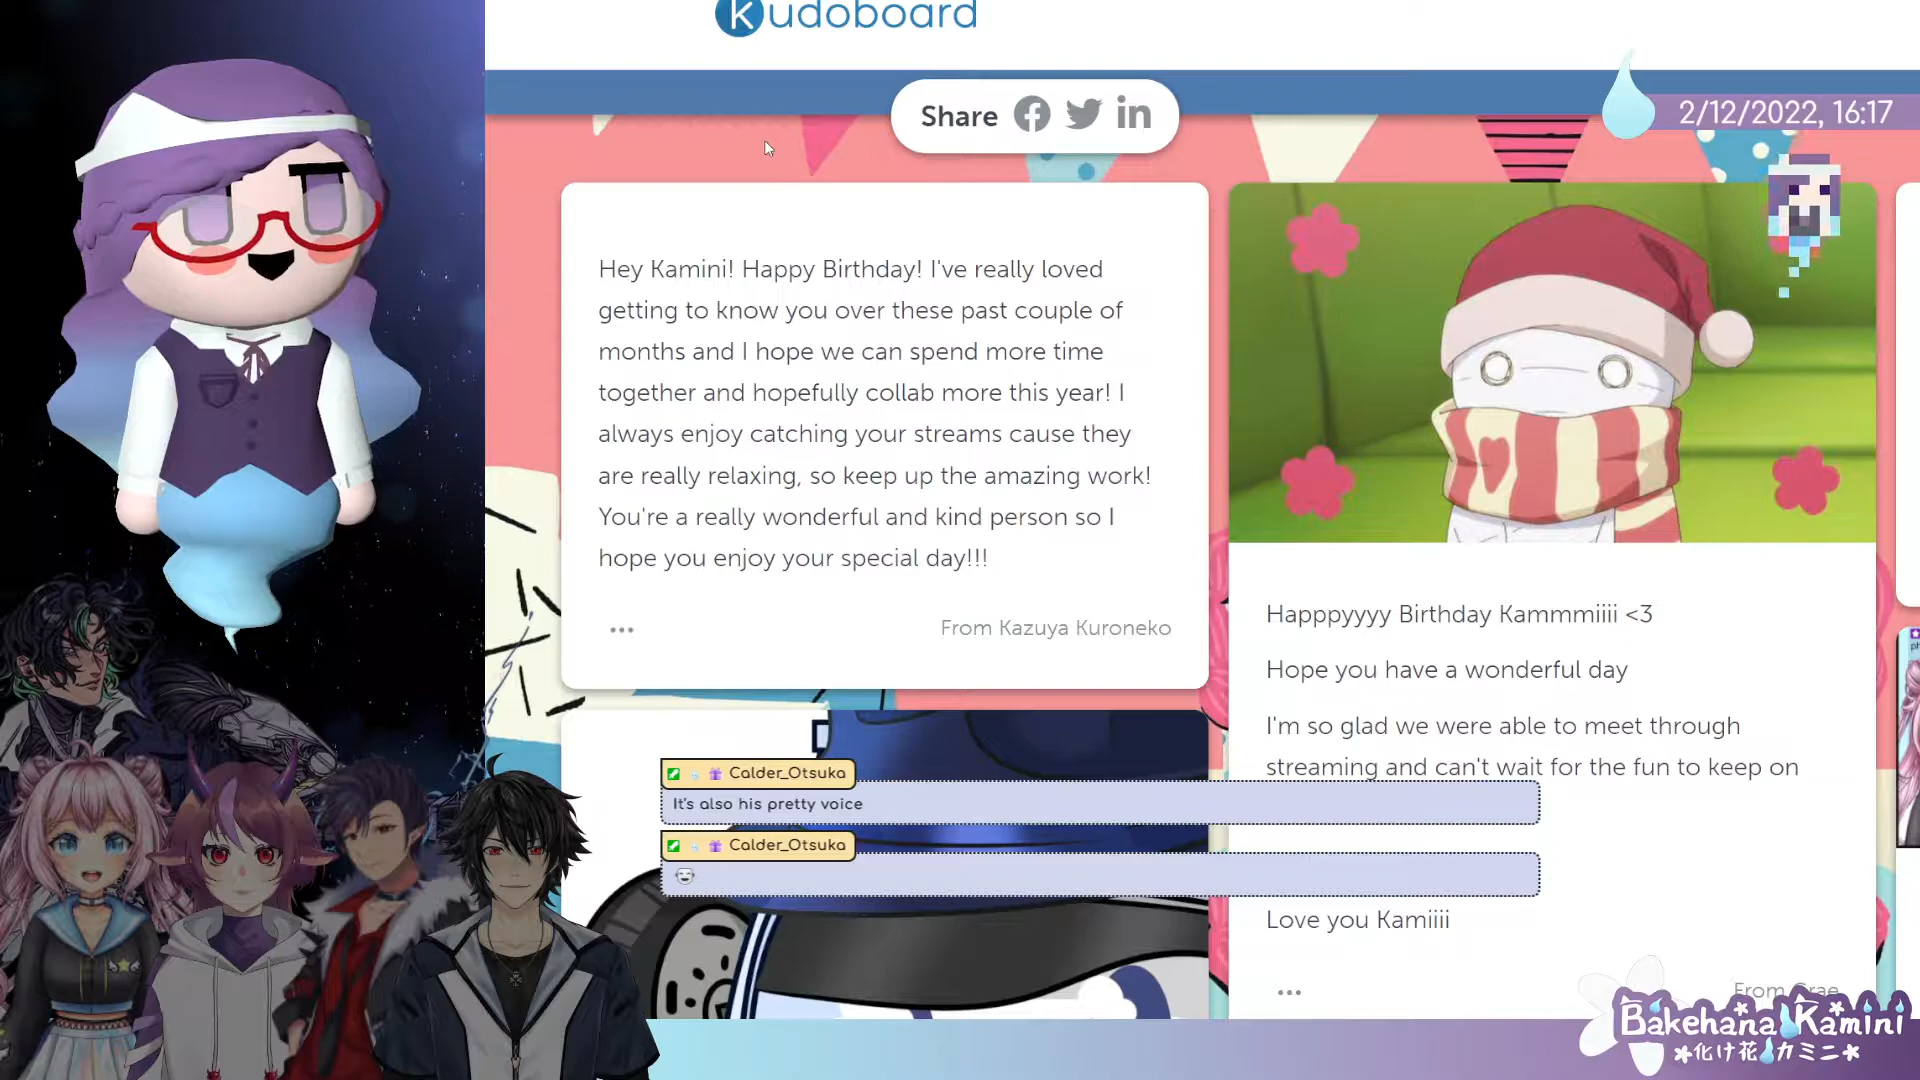 Kudoboard
Share
2/12/2022, 16:17
Hey Kamini! Happy Birthday! I've really loved
getting to know you over these past couple of
months and I hope we can spend more time
together and hopefully collab more this year! I
always enjoy catching your streams cause they
are really relaxing, so keep up the amazing work!
You're a really wonderful and kind person so I
hope you enjoy your special day!!!
From Kazuya Kuroneko
Happpyyyy Birthday Kammmiiii <3
Hope you have a wonderful day
I'm so glad we were able to meet through
streaming and can't wait for the fun to keep on
Love you Kamiiii
From Crae
Calder_Otsuka
It's also his pretty voice
Calder_Otsuka
Bakehana Kamini
化け花カミニ